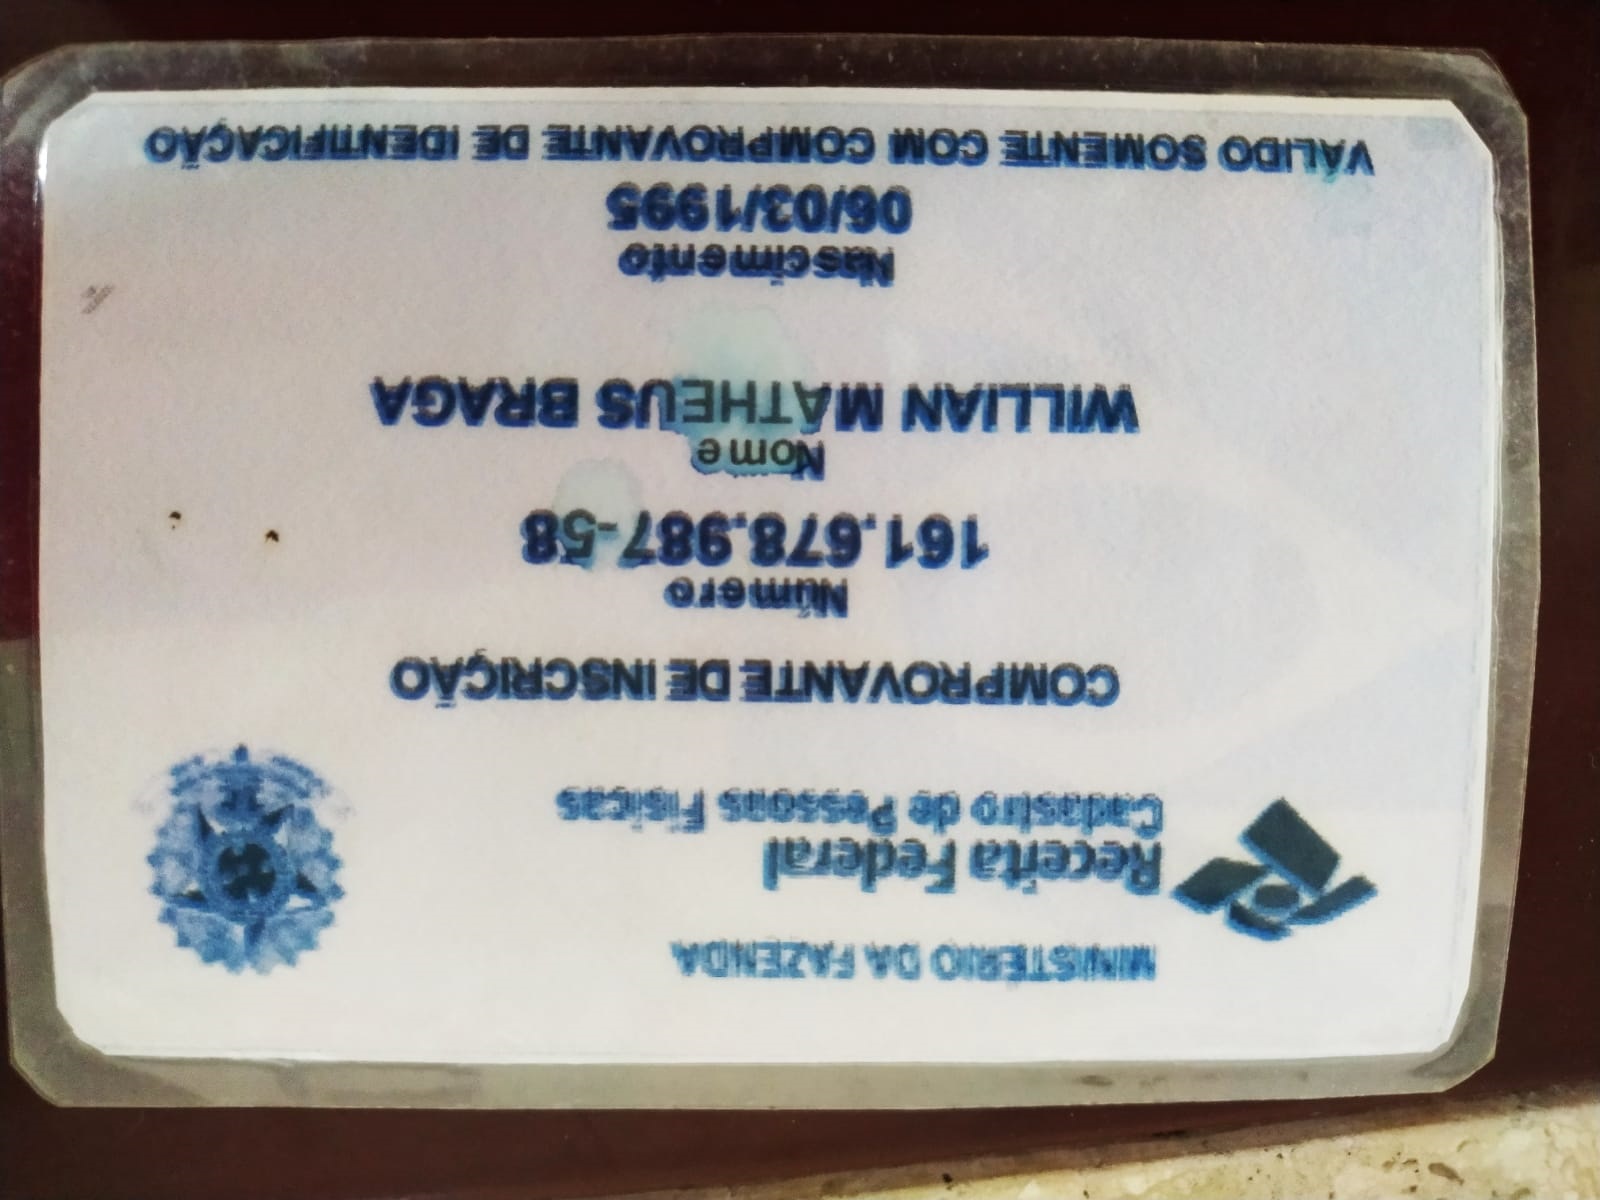 MINISTÉRIO DA FAZENDA
Receita Federal
Cadastro de Pessoas Físicas
COMPROVANTE DE INSCRIÇÃO
Número
161.678.987-58
Nome
WILLIAN MATHEUS BRAGA
Nascimento
06/03/1995
VÁLIDO SOMENTE COM COMPROVANTE DE IDENTIFICAÇÃO